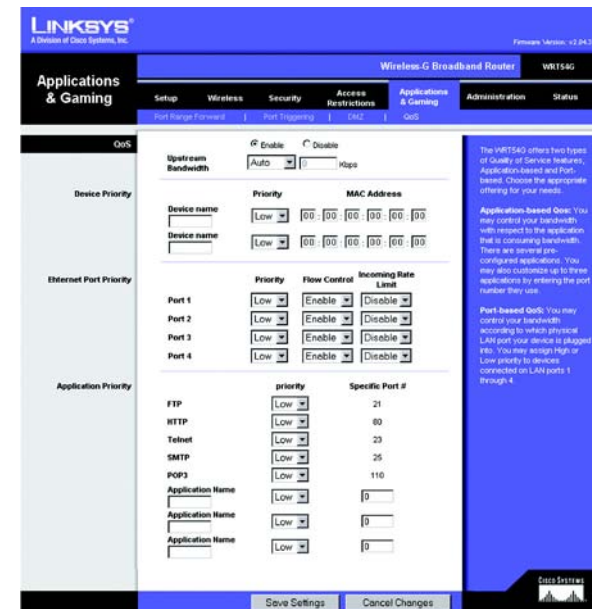 LINKSYS®
A Division of Cisco Systems, Inc.
Firmware Version: v2.04.3
Wireless-G Broadband Router WRT54G
Applications & Gaming
Setup Wireless Security Access Restrictions Applications & Gaming Administration Status
Port Range Forward | Port Triggering | DMZ | QoS
QoS
Enable Disable
Upstream Bandwidth Auto 0 Kbps
Device Priority
Priority MAC Address
Device name
Low 00 : 00 : 00 : 00 : 00 : 00
Device name
Low 00 : 00 : 00 : 00 : 00 : 00
Ehternet Port Priority
Priority Flow Control Incoming Rate Limit
Port 1 Low Enable Disable
Port 2 Low Enable Disable
Port 3 Low Enable Disable
Port 4 Low Enable Disable
Application Priority
priority Specific Port #
FTP Low 21
HTTP Low 80
Telnet Low 23
SMTP Low 25
POP3 Low 110
Application Name
Low 0
Application Name
Low 0
Application Name
Low 0
Save Settings Cancel Changes
The WRT54G offers two types
of Quality of Service features,
Application-based and Port-
based. Choose the appropriate
offering for your needs.
Application-based Qos: You
may control your bandwidth
with respect to the application
that is consuming bandwidth.
There are several pre-
configured applications. You
may also customize up to three
applications by entering the port
number they use.
Port-based QoS: You may
control your bandwidth
according to which physical
LAN port your device is plugged
into. You may assign High or
Low priority to devices
connected on LAN ports 1
through 4.
CISCO SYSTEMS